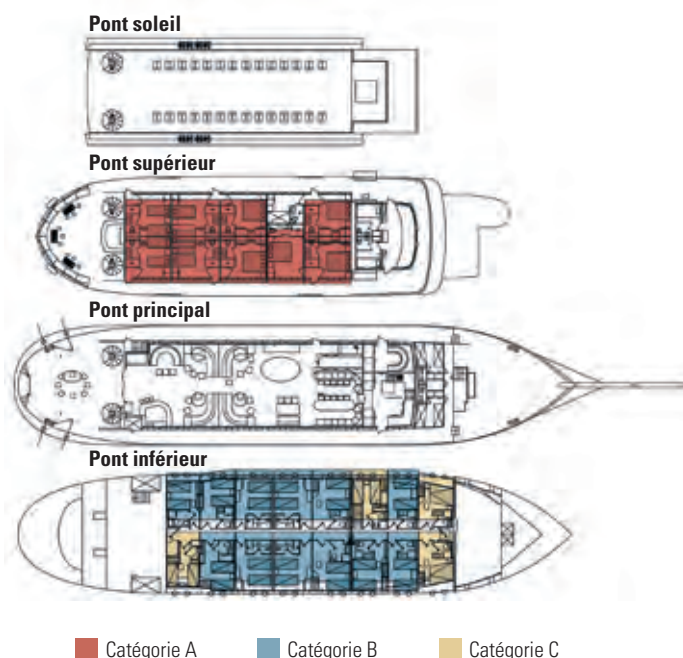 Pont soleil
Pont supérieur
Pont principal
Pont inférieur
Catégorie A Catégorie B Catégorie C